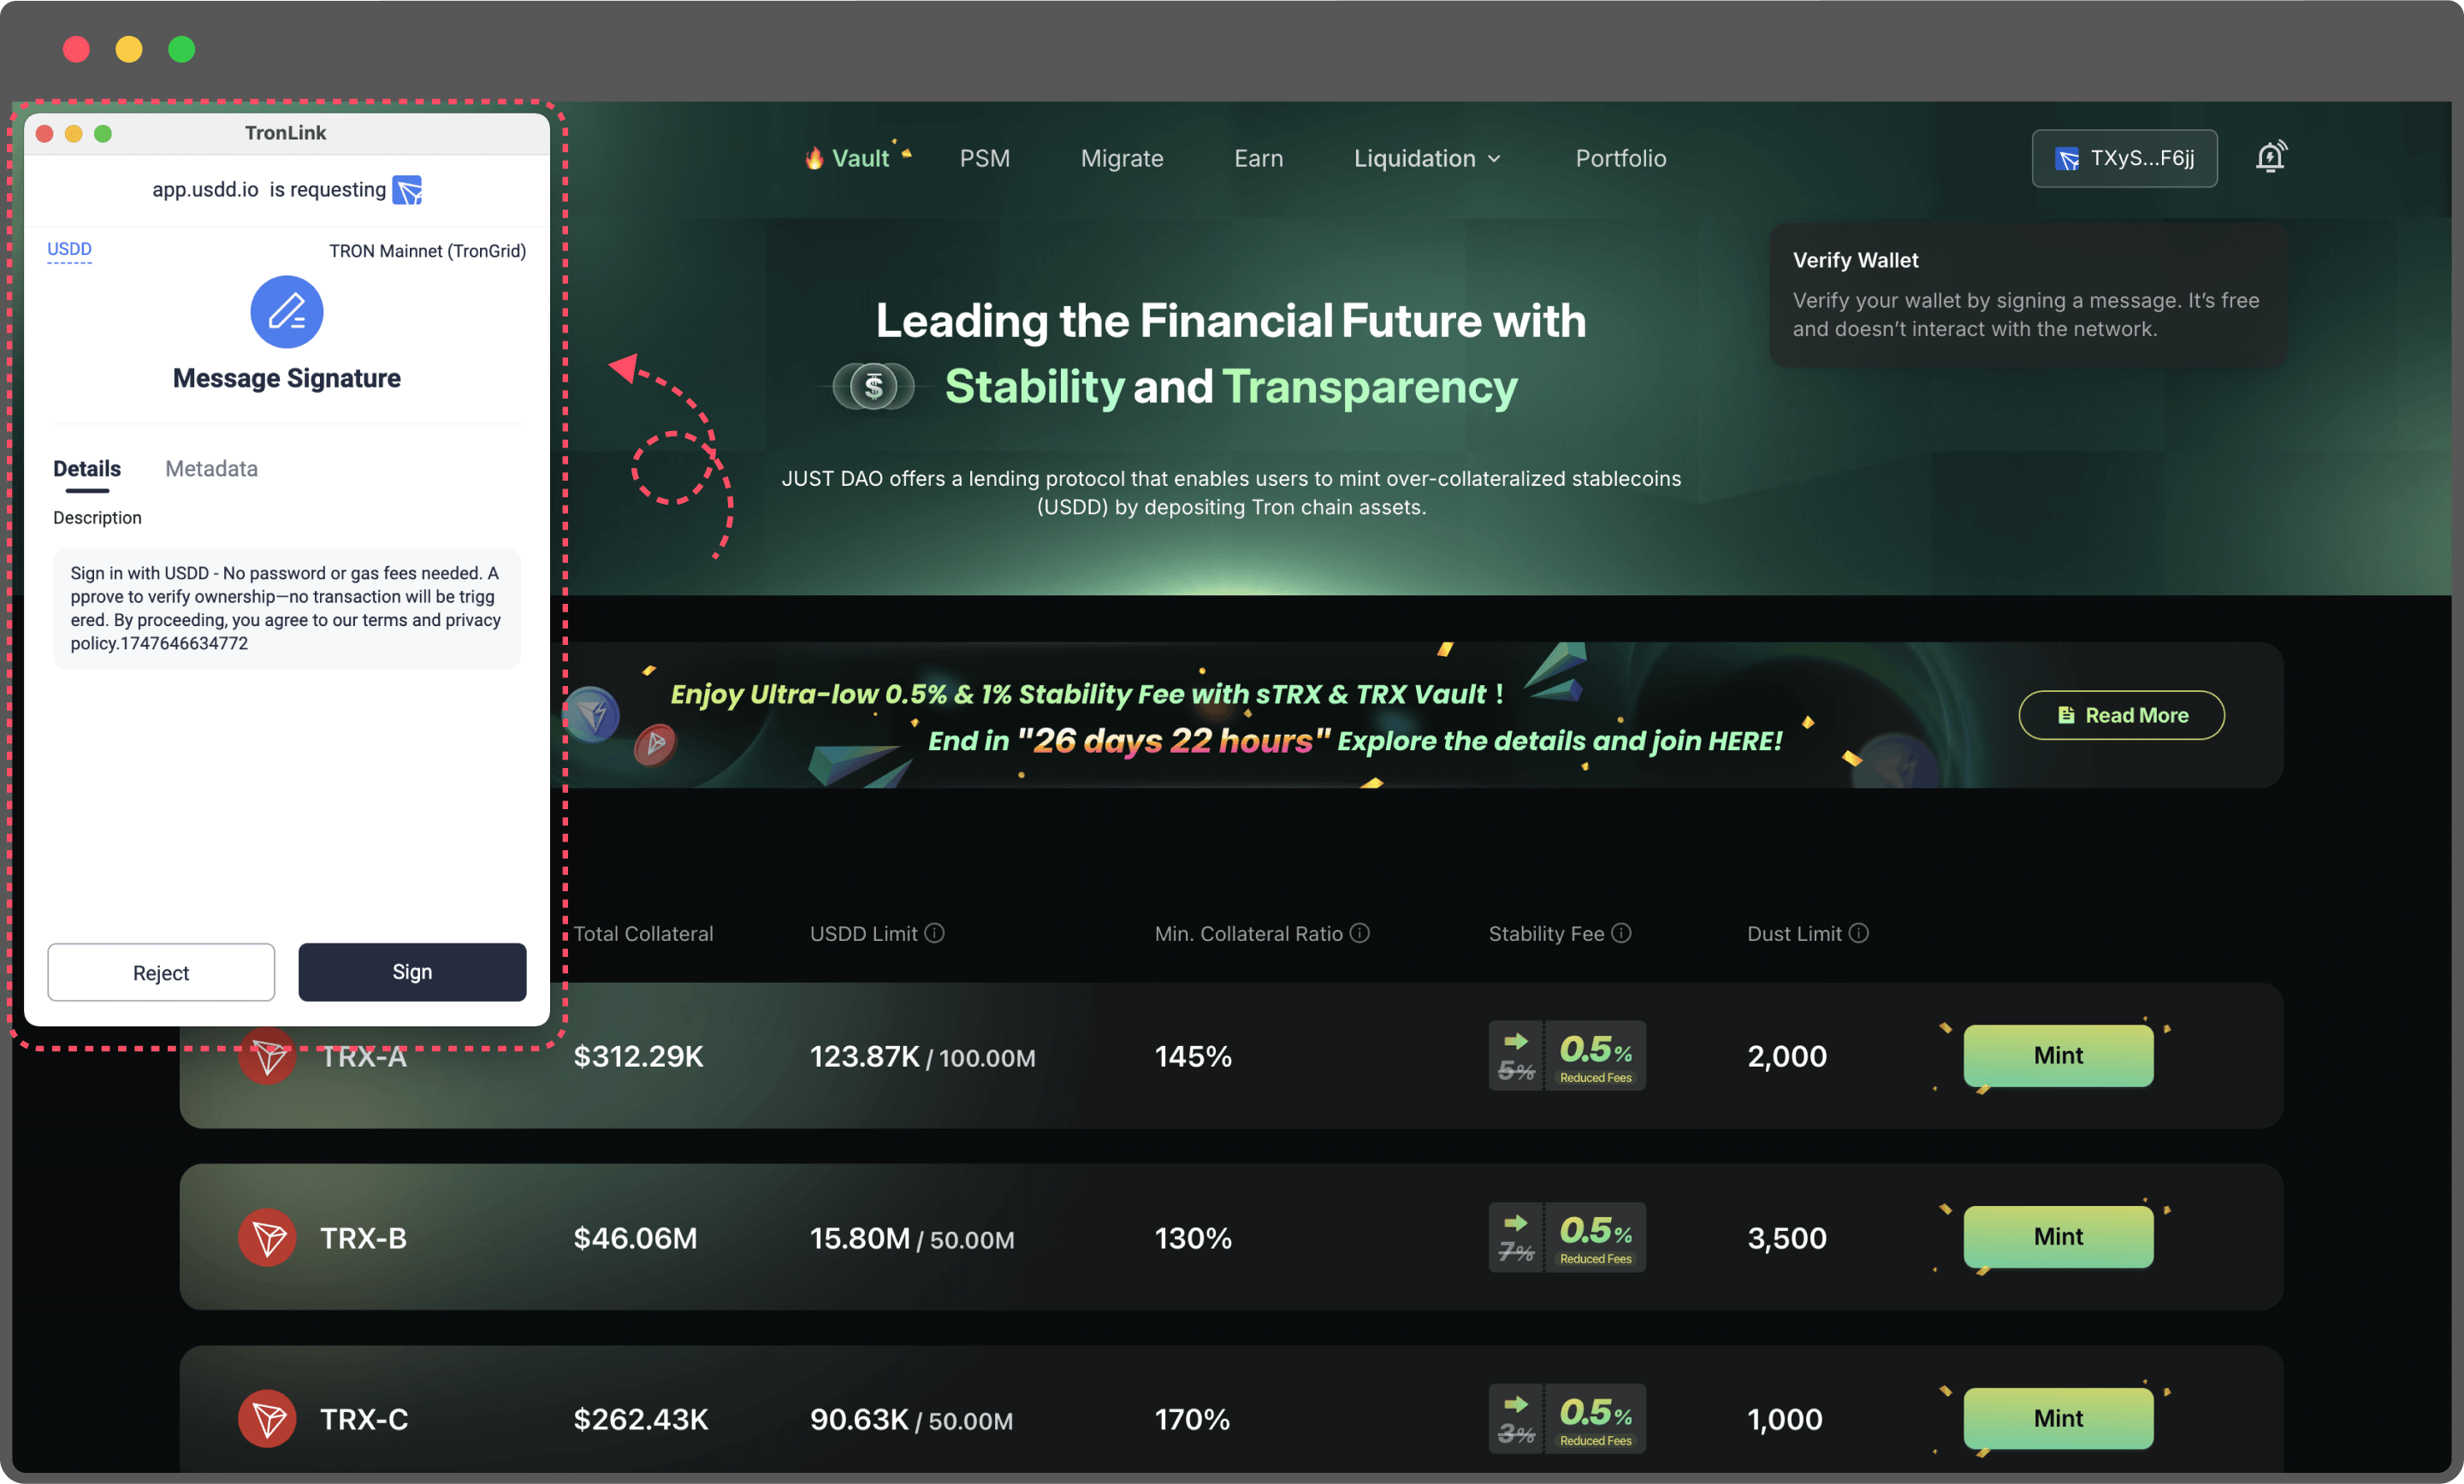 TronLink
app.usdd.io is requesting
USDD
TRON Mainnet (TronGrid)
Message Signature
Details
Metadata
Description
Sign in with USDD - No password or gas fees needed. A
pprove to verify ownership—no transaction will be trigg
ered. By proceeding, you agree to our terms and privacy
policy.1747646634772
Reject
Sign
Vault
PSM
Migrate
Earn
Liquidation
Portfolio
TXyS...F6jj
Verify Wallet
Verify your wallet by signing a message. It's free
and doesn't interact with the network.
Leading the Financial Future with
Stability and Transparency
JUST DAO offers a lending protocol that enables users to mint over-collateralized stablecoins
(USDD) by depositing Tron chain assets.
Enjoy Ultra-low 0.5% & 1% Stability Fee with sTRX & TRX Vault！
End in "26 days 22 hours" Explore the details and join HERE!
Read More
Total Collateral
USDD Limit
Min. Collateral Ratio
Stability Fee
Dust Limit
TRX-A
$312.29K
123.87K / 100.00M
145%
5%
0.5%
Reduced Fees
2,000
Mint
TRX-B
$46.06M
15.80M / 50.00M
130%
7%
0.5%
Reduced Fees
3,500
Mint
TRX-C
$262.43K
90.63K / 50.00M
170%
3%
0.5%
Reduced Fees
1,000
Mint